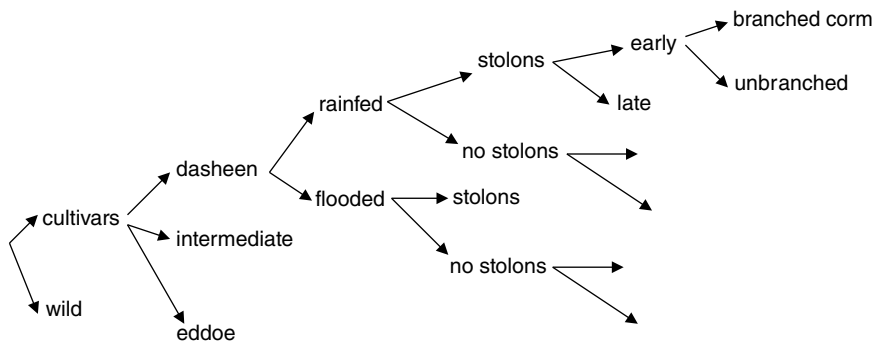 branched corm
early
stolons
unbranched
rainfed
late
no stolons
dasheen
flooded
stolons
cultivars
intermediate
no stolons
wild
eddoe